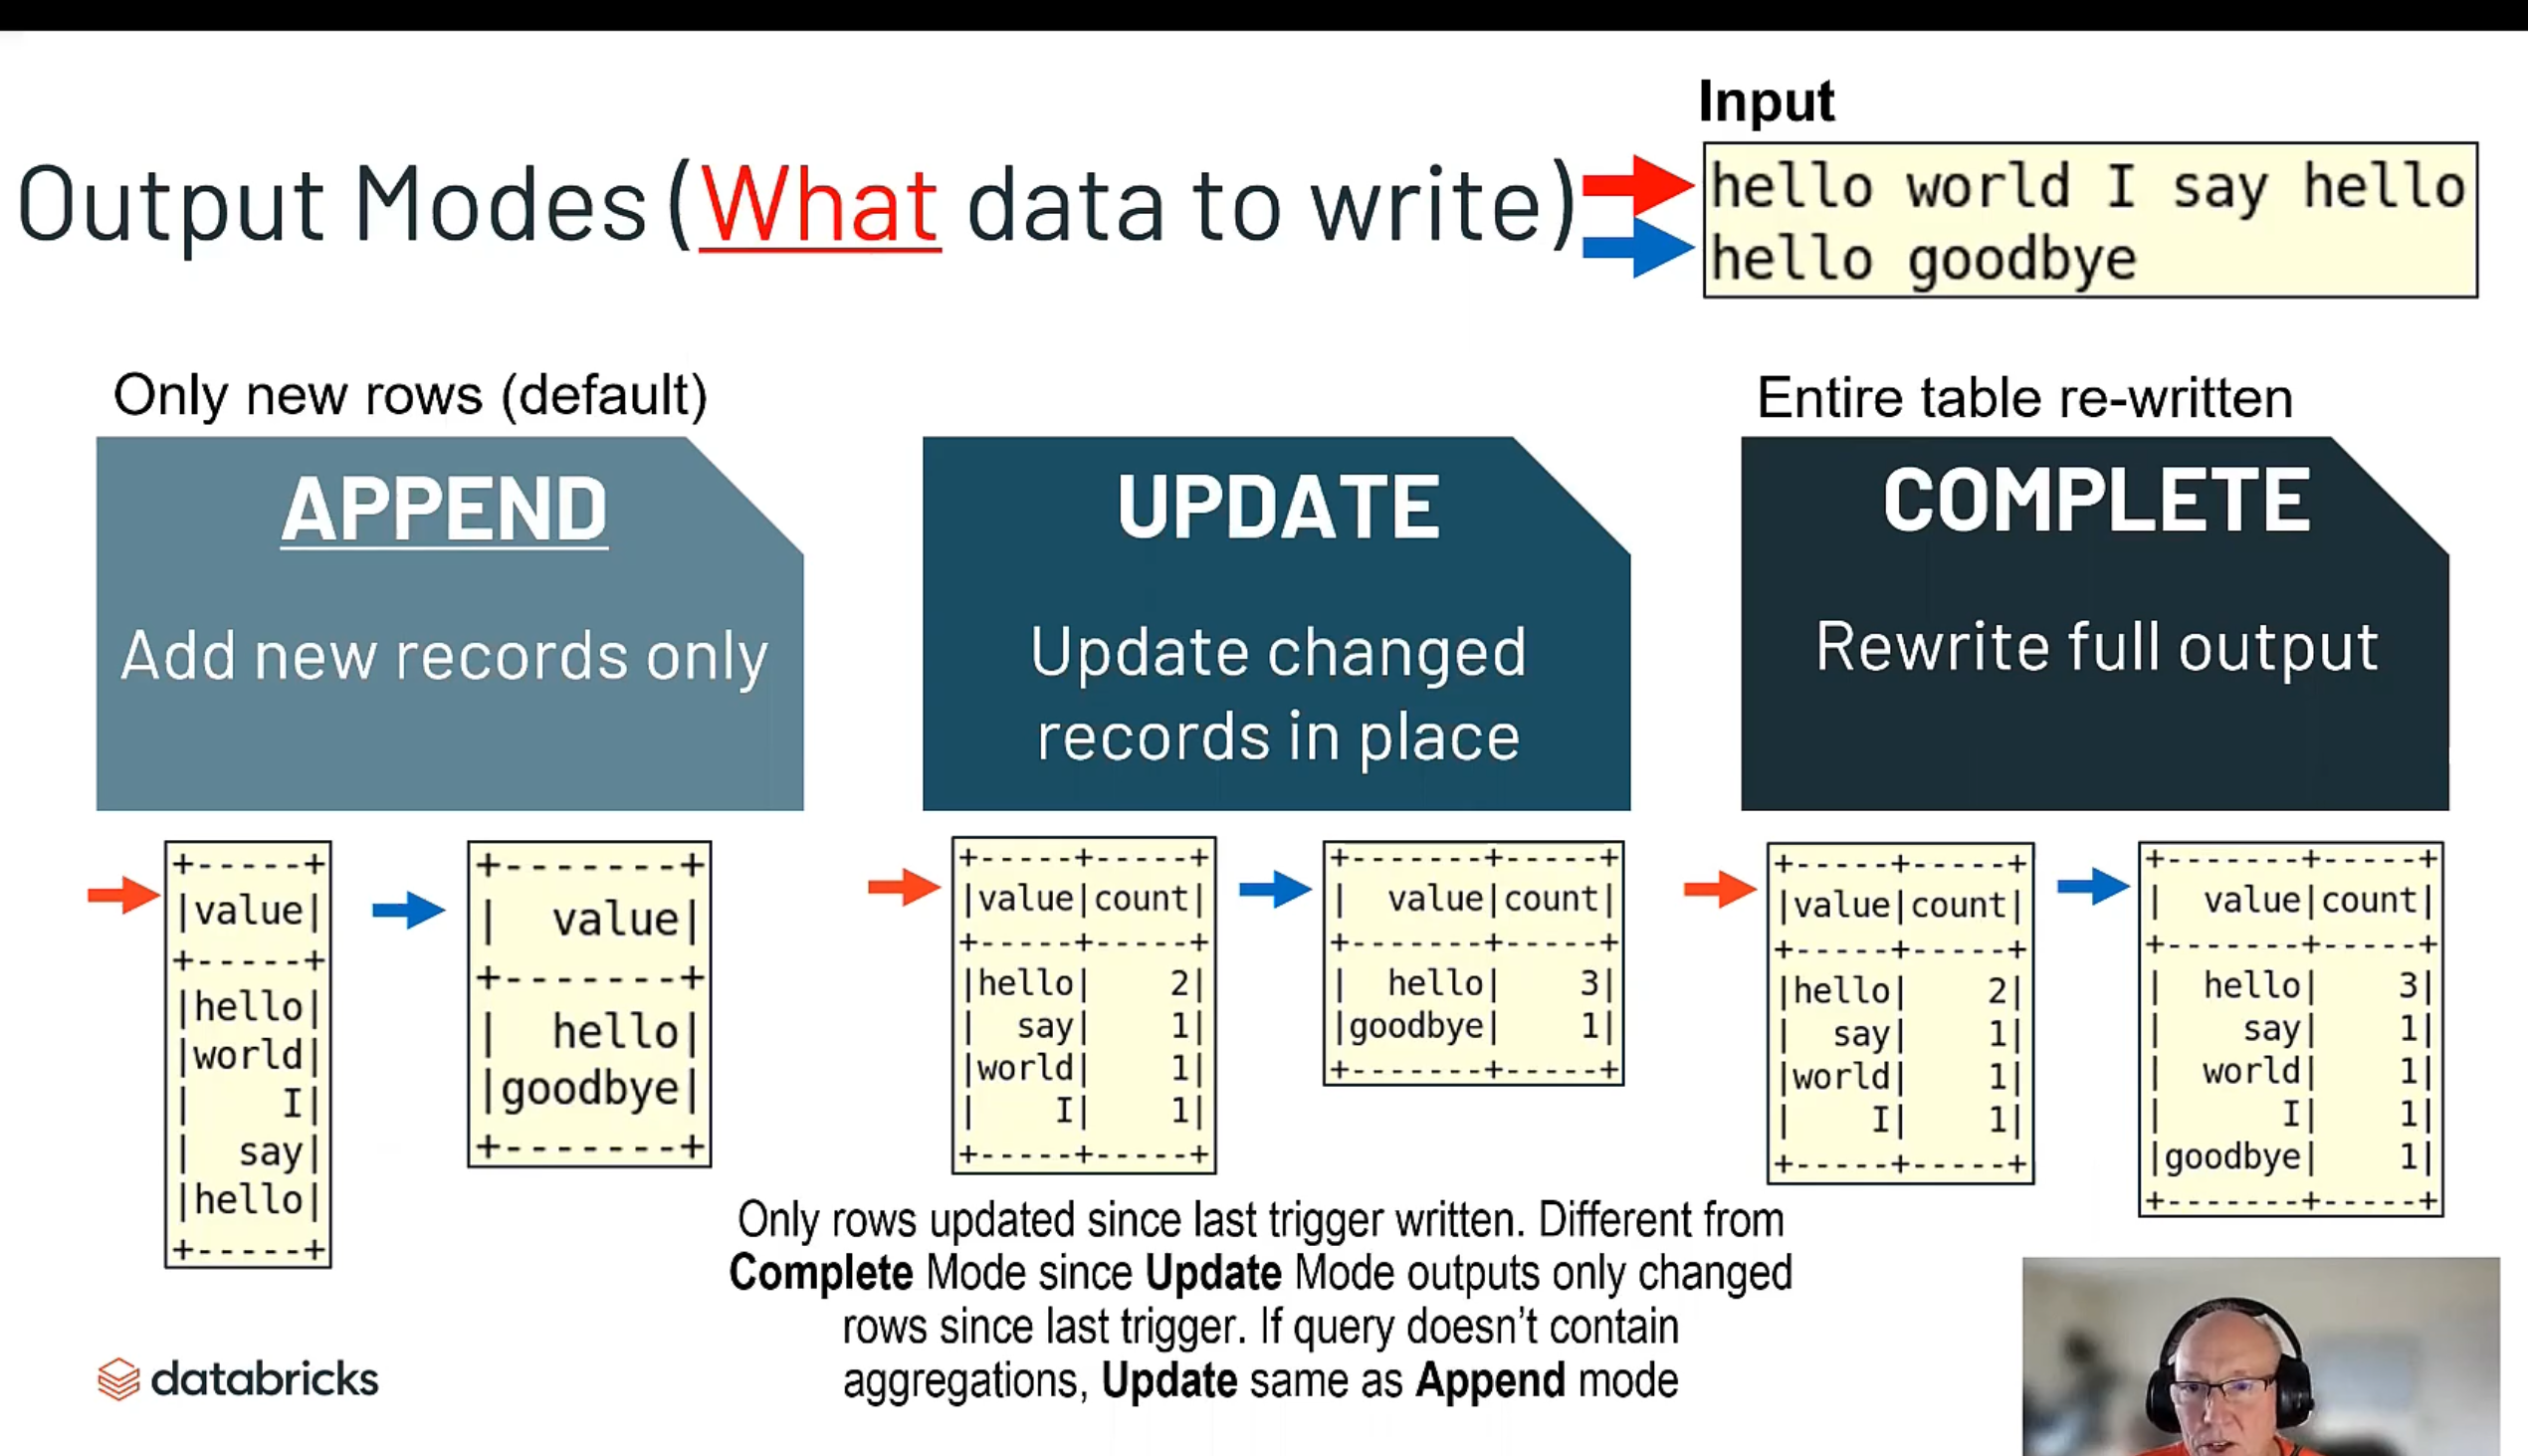 Input
Output Modes (What data to write)
hello world I say hello
hello goodbye
Only new rows (default)
APPEND
Add new records only
+-----+
|value|
+-----+
|hello|
|world|
|    I|
|  say|
|hello|
+-----+
+-------+
|  value|
+-------+
|  hello|
|goodbye|
+-------+
UPDATE
Update changed
records in place
+-----+-----+
|value|count|
+-----+-----+
|hello|    2|
|  say|    1|
|world|    1|
|    I|    1|
+-----+-----+
+-------+-----+
|  value|count|
+-------+-----+
|  hello|    3|
|goodbye|    1|
+-------+-----+
Only rows updated since last trigger written. Different from
Complete Mode since Update Mode outputs only changed
rows since last trigger. If query doesn’t contain
aggregations, Update same as Append mode
Entire table re-written
COMPLETE
Rewrite full output
+-----+-----+
|value|count|
+-----+-----+
|hello|    2|
|  say|    1|
|world|    1|
|    I|    1|
+-----+-----+
+-------+-----+
|  value|count|
+-------+-----+
|  hello|    3|
|    say|    1|
|  world|    1|
|      I|    1|
|goodbye|    1|
+-------+-----+
databricks